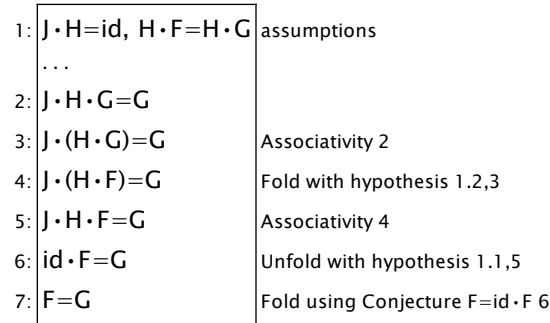 1: J•H=id, H•F=H•G assumptions
...
2: J•H•G=G
3: J•(H•G)=G Associativity 2
4: J•(H•F)=G Fold with hypothesis 1.2,3
5: J•H•F=G Associativity 4
6: id•F=G Unfold with hypothesis 1.1,5
7: F=G Fold using Conjecture F=id•F 6